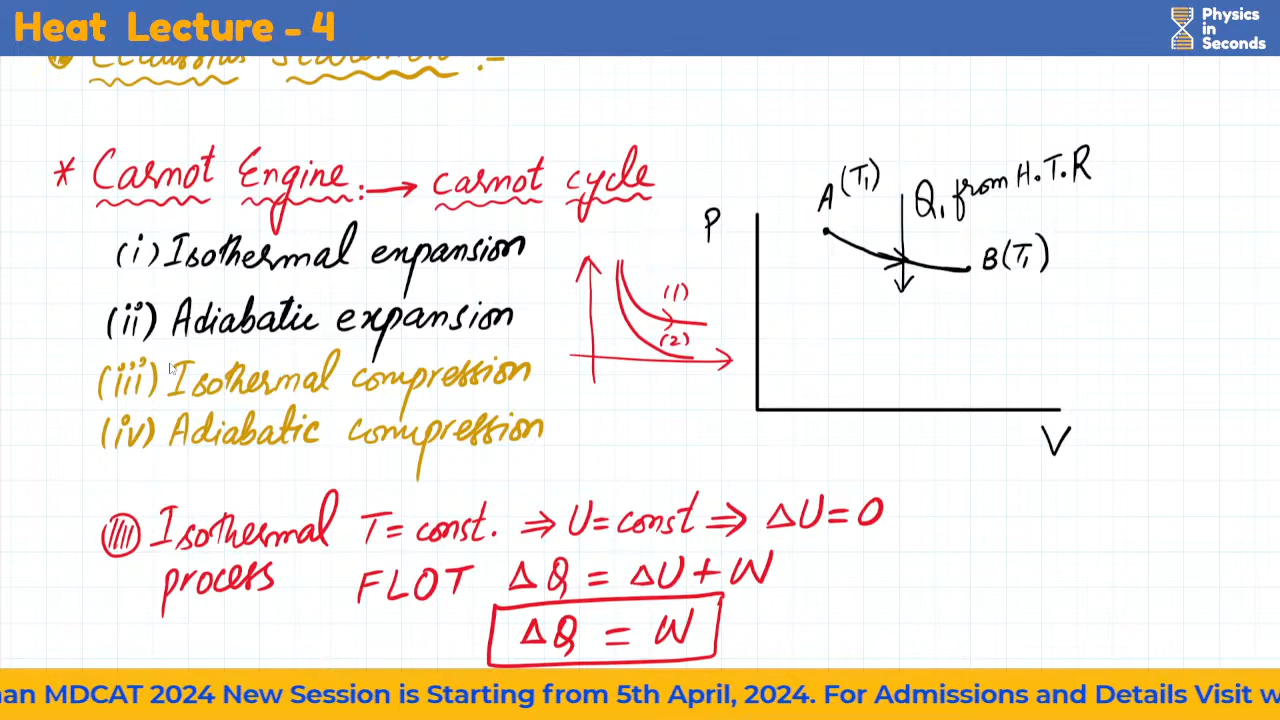 Heat Lecture - 4
Physics
in
Seconds
* Carnot Engine :→ carnot cycle
(i) Isothermal expansion
(ii) Adiabatic expansion
(iii) Isothermal compression
(iv) Adiabatic compression
(1)
(2)
P
A (T₁)
Q₁ from H.T.R
B (T₁)
V
Isothermal process
T = const. ⇒ U = const ⇒ ΔU = 0
FLOT ΔQ = ΔU + W
ΔQ = W
an MDCAT 2024 New Session is Starting from 5th April, 2024. For Admissions and Details Visit w